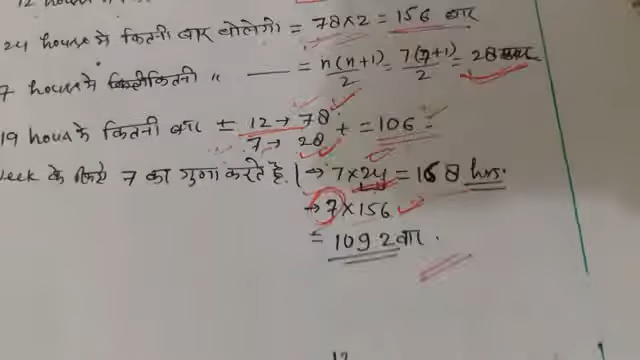 12 hours
24 hours में कितनी बार बोलेगी = 78×2 = 156 बार
7 hours में कितनी " —— = n(n+1)/2 = 7(7+1)/2 = 28 बार
19 hours के कितनी बार = 12 → 78
7 → 28 + = 106
week के लिए 7 का गुणा करते है. | → 7×24 = 168 hrs.
→ 7×156
= 1092 बार.